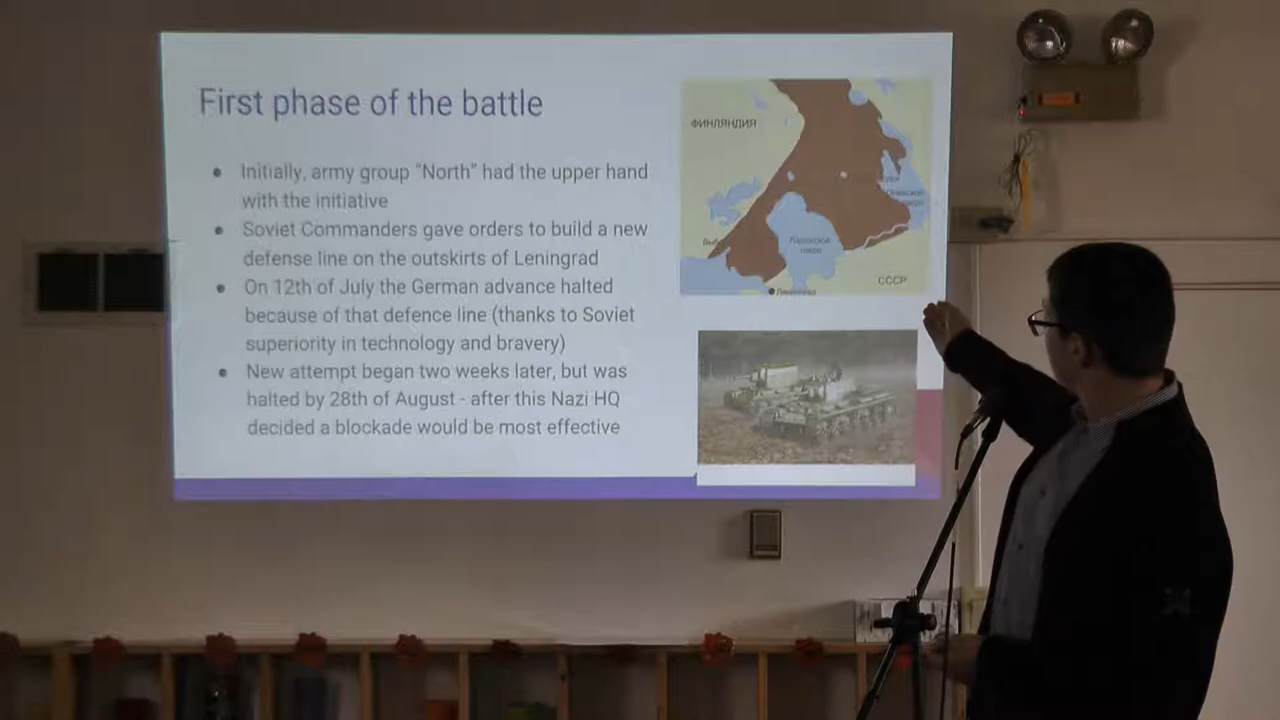 First phase of the battle
Initially, army group "North" had the upper hand
with the initiative
Soviet Commanders gave orders to build a new
defense line on the outskirts of Leningrad
On 12th of July the German advance halted
because of that defence line (thanks to Soviet
superiority in technology and bravery)
New attempt began two weeks later, but was
halted by 28th of August - after this Nazi HQ
decided a blockade would be most effective
ФИНЛЯНДИЯ
Ладожское
озеро
СССР